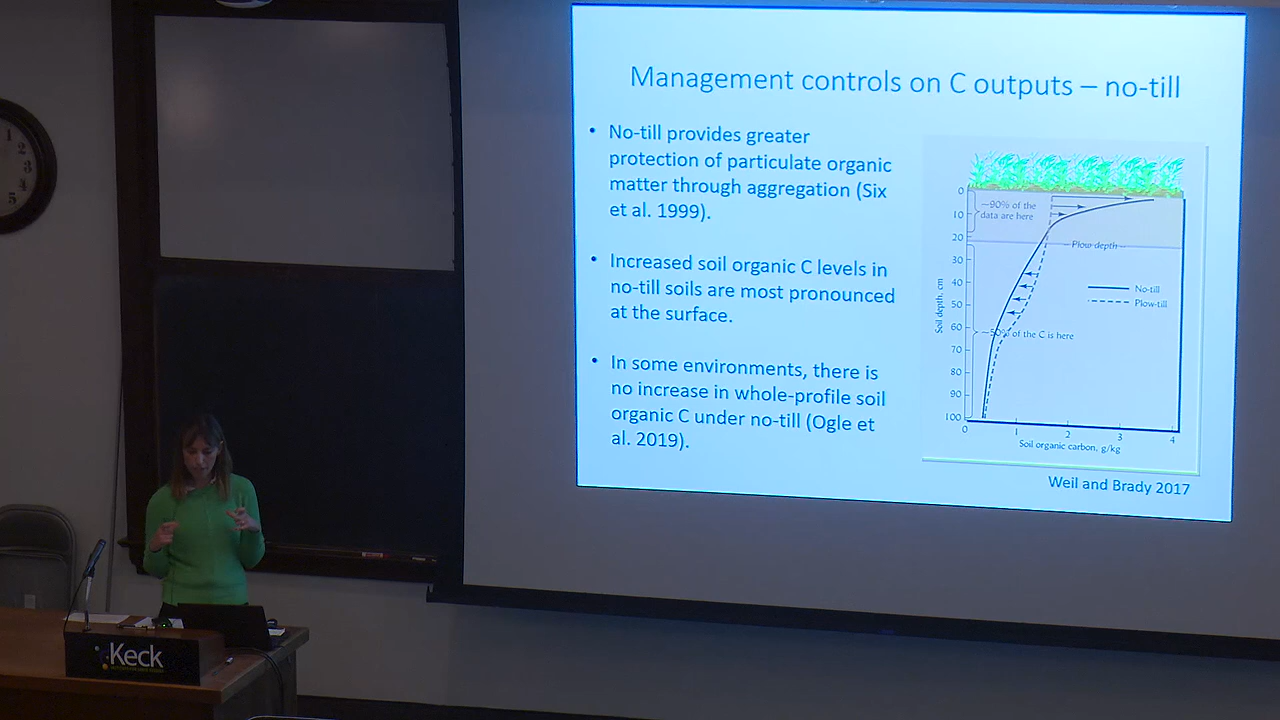 Management controls on C outputs – no-till
• No-till provides greater
protection of particulate organic
matter through aggregation (Six
et al. 1999).
• Increased soil organic C levels in
no-till soils are most pronounced
at the surface.
• In some environments, there is
no increase in whole-profile soil
organic C under no-till (Ogle et
al. 2019).
0
10
20
30
40
50
60
70
80
90
100
Soil depth, cm
~90% of the
data are here
Plow depth
No-till
Plow-till
~50% of the C is here
0 1 2 3 4
Soil organic carbon, g/kg
Weil and Brady 2017
1
2
3
4
5
Keck